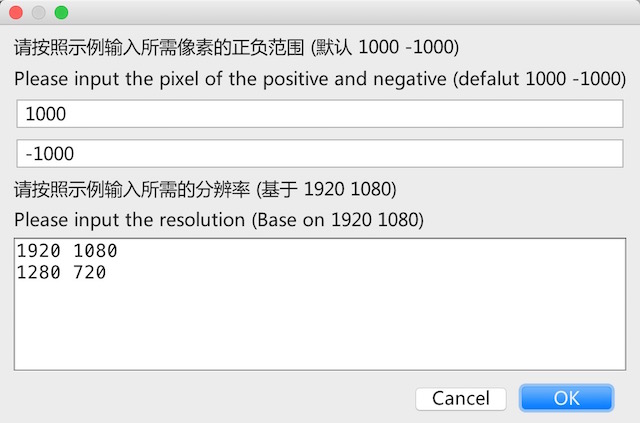 请按照示例输入所需像素的正负范围 (默认 1000 -1000)
Please input the pixel of the positive and negative (defalut 1000 -1000)
1000
-1000
请按照示例输入所需的分辨率 (基于 1920 1080)
Please input the resolution (Base on 1920 1080)
1920 1080
1280 720
Cancel OK